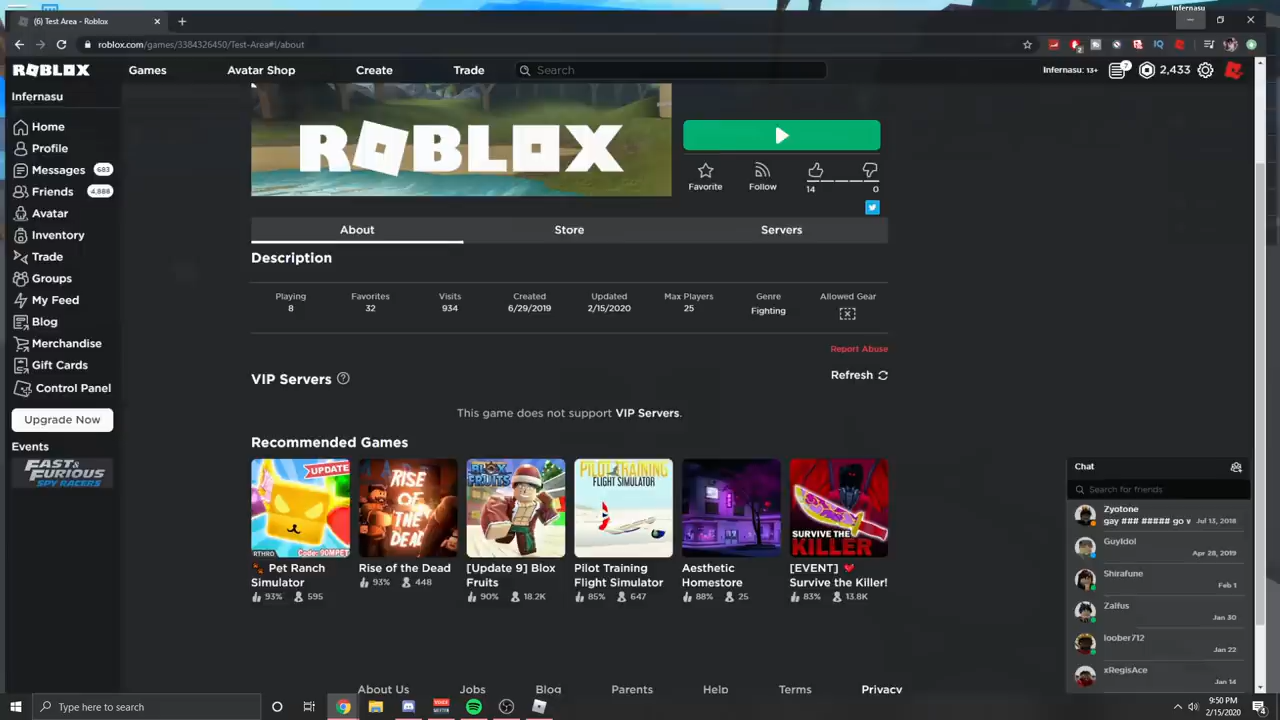 Infernasu
(6) Test Area - Roblox
roblox.com/games/3384326450/Test-Area#!/about
ROBLOX
Games
Avatar Shop
Create
Trade
Search
Infernasu: 13+
7
2,433
Infernasu
Home
Profile
Messages 683
Friends 4,888
Avatar
Inventory
Trade
Groups
My Feed
Blog
Merchandise
Gift Cards
Control Panel
Upgrade Now
Events
FAST & FURIOUS
SPY RACERS
ROBLOX
Favorite
Follow
14
0
About
Store
Servers
Description
Playing
8
Favorites
32
Visits
934
Created
6/29/2019
Updated
2/15/2020
Max Players
25
Genre
Fighting
Allowed Gear
Report Abuse
VIP Servers
Refresh
This game does not support VIP Servers.
Recommended Games
UPDATE
RTHRO
Code: 90MPET
Pet Ranch
Simulator
93% 595
RISE
OF
THE
DEAD
Rise of the Dead
93% 448
BLOX
FRUITS
[Update 9] Blox
Fruits
90% 18.2K
PILOT TRAINING
FLIGHT SIMULATOR
Pilot Training
Flight Simulator
85% 647
Aesthetic
Homestore
88% 25
SURVIVE THE
KILLER
[EVENT]
Survive the Killer!
83% 13.8K
Chat
Search for friends
Zyotone
gay ### ##### go v Jul 13, 2018
GuyIdol
Apr 28, 2019
Shirafune
Feb 1
Zalfus
Jan 30
loober712
Jan 22
xRegisAce
Jan 14
About Us
Jobs
Blog
Parents
Help
Terms
Privacy
Type here to search
9:50 PM
2/15/2020
4